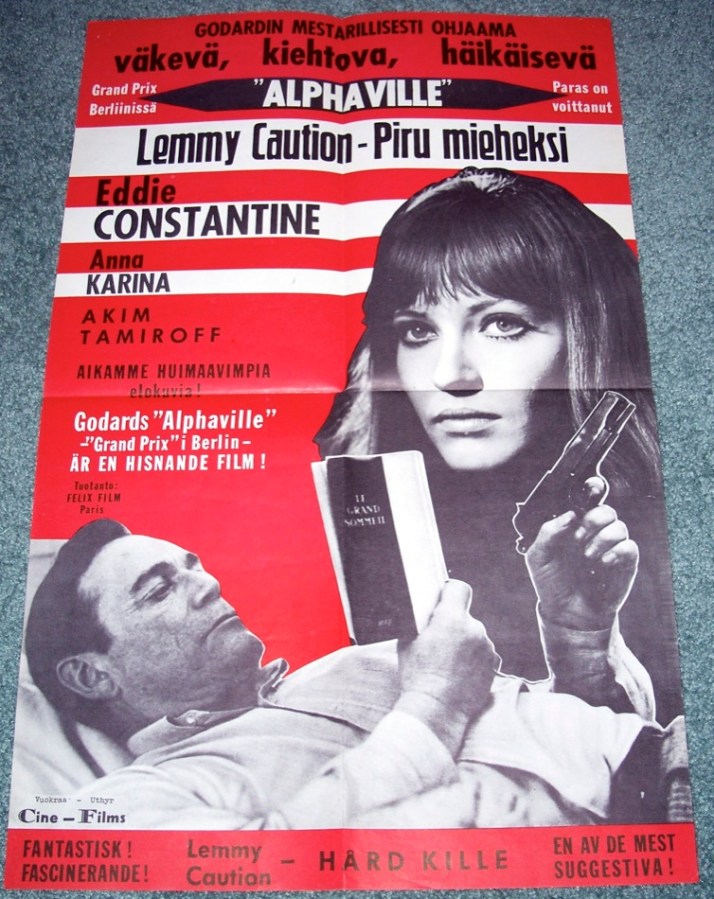 GODARDIN MESTARILLISESTI OHJAAMA
väkevä, kiehtova, häikäisevä
Grand Prix
Berliinissä
"ALPHAVILLE"
Paras on
voittanut
Lemmy Caution - Piru mieheksi
Eddie
CONSTANTINE
Anna
KARINA
AKIM
TAMIROFF
AIKAMME HUIMAAVIMPIA
elokuvia!
Godards "Alphaville"
-"Grand Prix" i Berlin-
ÄR EN HISNANDE FILM!
Tuotanto:
FELIX FILM
Paris
LE
GRAND
SOMMEIL
Vuokraa - Uthyr
Cine-Films
FANTASTISK!
FASCINERANDE!
Lemmy
Caution
- HÅRD KILLE
EN AV DE MEST
SUGGESTIVA!